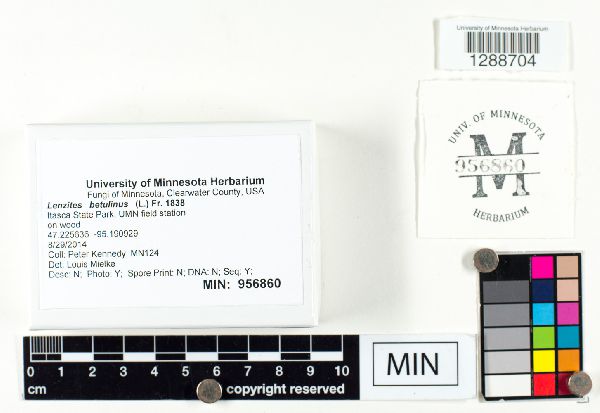 University of Minnesota Herbarium
1288704
UNIV. OF MINNESOTA
M
956860
HERBARIUM
University of Minnesota Herbarium
Fungi of Minnesota, Clearwater County, USA
Lenzites betulinus (L.) Fr. 1838
Itasca State Park, UMN field station
on wood
47.225636 -95.190929
8/29/2014
Coll: Peter Kennedy MN124
Det: Louis Mielke
Desc: N; Photo: Y; Spore Print: N; DNA: N; Seq: Y;
MIN: 956860
0 1 2 3 4 5 6 7 8 9 10
cm copyright reserved
MIN